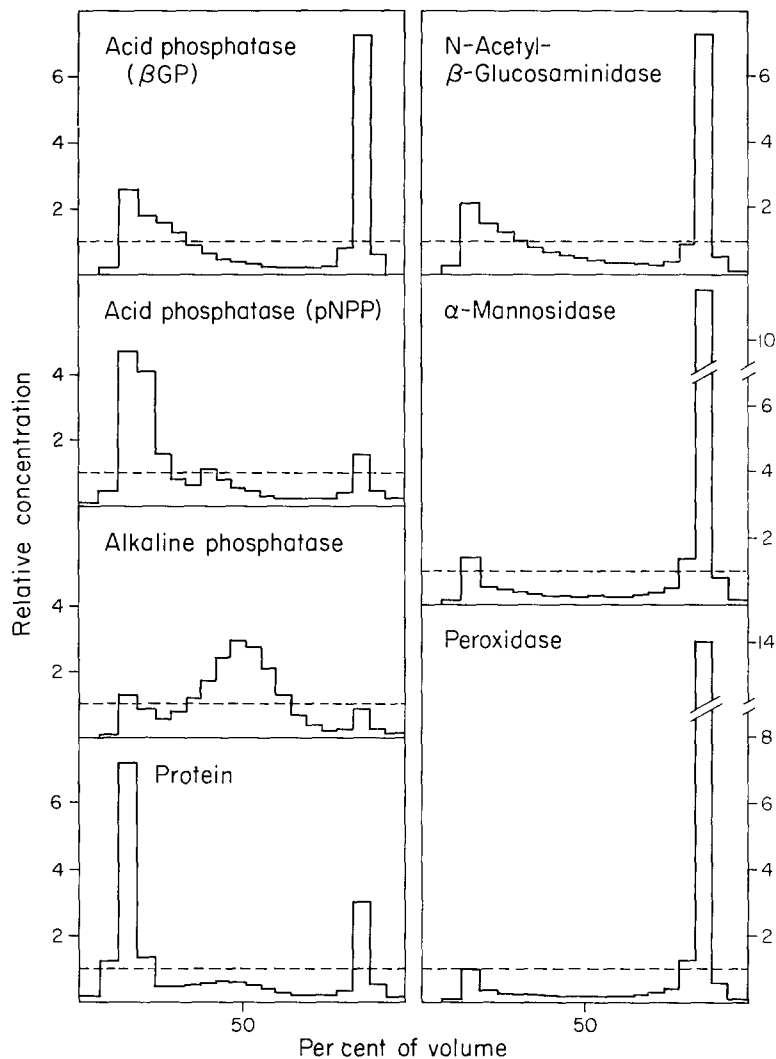 Acid phosphatase
(βGP)
6
4
2
Acid phosphatase (pNPP)
4
2
Alkaline phosphatase
4
2
Protein
6
4
2
50
N-Acetyl-
β-Glucosaminidase
6
4
2
α-Mannosidase
10
6
4
2
Peroxidase
14
8
6
4
2
50
Relative concentration
Per cent of volume